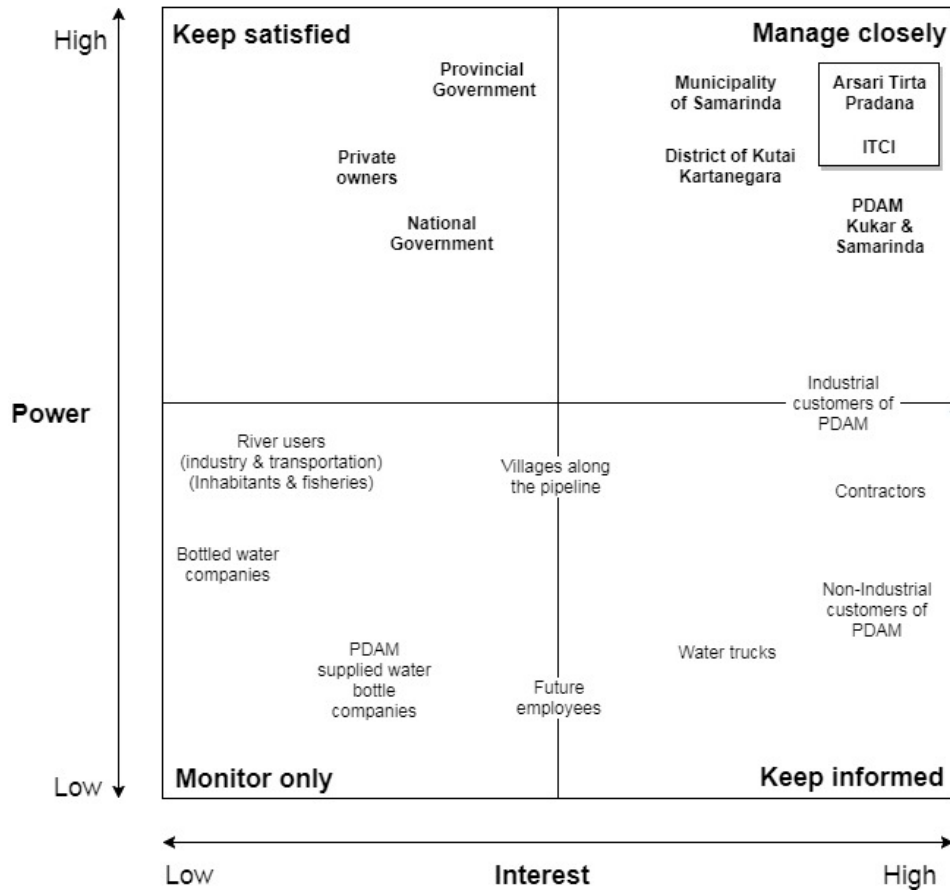 High
Keep satisfied
Manage closely
Provincial
Government
Municipality
of Samarinda
Arsari Tirta
Pradana
ITCI
Private
owners
District of Kutai
Kartanegara
National
Government
PDAM
Kukar &
Samarinda
Power
Industrial
customers of
PDAM
River users
(industry & transportation)
(Inhabitants & fisheries)
Villages along
the pipeline
Contractors
Bottled water
companies
Non-Industrial
customers of
PDAM
PDAM
supplied water
bottle
companies
Water trucks
Future
employees
Low
Monitor only
Keep informed
Low
Interest
High